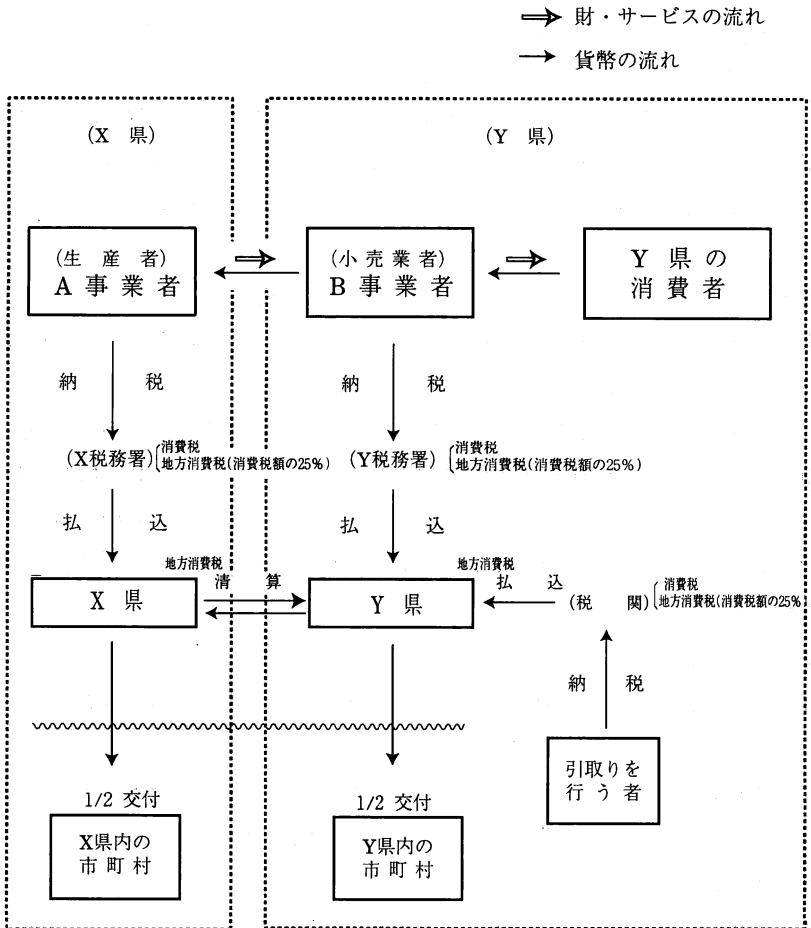 財・サービスの流れ
貨幣の流れ
(X 県)
(Y 県)
(生 産 者)
A 事 業 者
(小 売 業 者)
B 事 業 者
Y 県 の
消 費 者
納 税
納 税
(X税務署)
消費税
地方消費税(消費税額の25%)
(Y税務署)
消費税
地方消費税(消費税額の25%)
払 込
払 込
地方消費税
清 算
地方消費税
払 込
X 県
Y 県
(税 関)
消費税
地方消費税(消費税額の25%
納 税
引取りを
行 う 者
1/2 交付
1/2 交付
X県内の
市 町 村
Y県内の
市 町 村